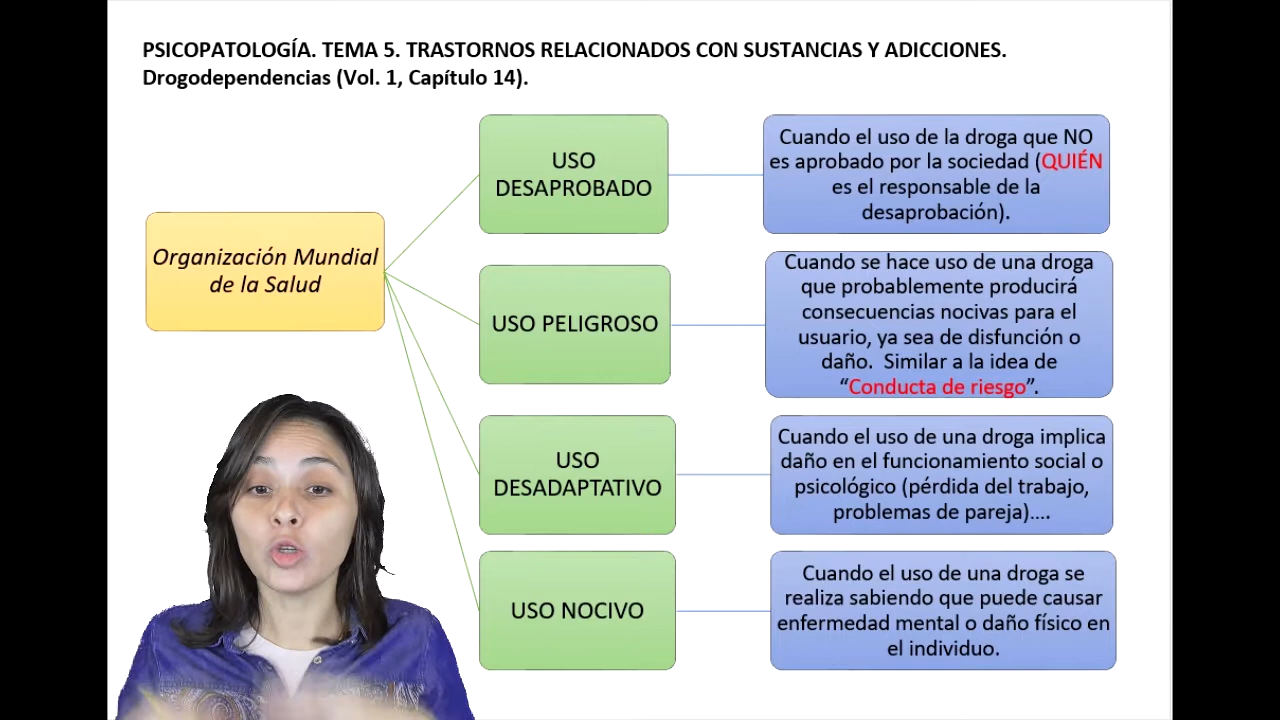 PSICOPATOLOGÍA. TEMA 5. TRASTORNOS RELACIONADOS CON SUSTANCIAS Y ADICCIONES.
Drogodependencias (Vol. 1, Capítulo 14).
Organización Mundial
de la Salud
USO
DESAPROBADO
Cuando el uso de la droga que NO
es aprobado por la sociedad (QUIÉN
es el responsable de la
desaprobación).
USO PELIGROSO
Cuando se hace uso de una droga
que probablemente producirá
consecuencias nocivas para el
usuario, ya sea de disfunción o
daño. Similar a la idea de
“Conducta de riesgo”.
USO
DESADAPTATIVO
Cuando el uso de una droga implica
daño en el funcionamiento social o
psicológico (pérdida del trabajo,
problemas de pareja)….
USO NOCIVO
Cuando el uso de una droga se
realiza sabiendo que puede causar
enfermedad mental o daño físico en
el individuo.